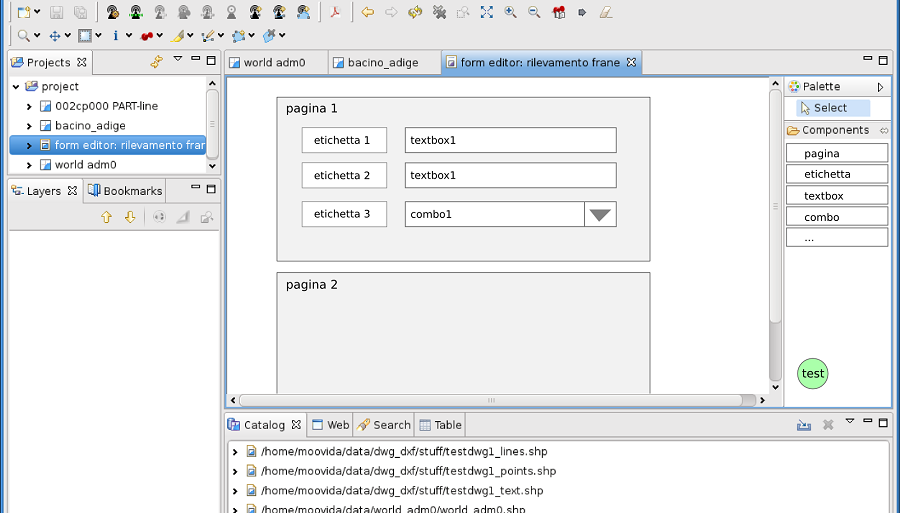 Projects
project
002cp000 PART-line
bacino_adige
form editor: rilevamento frar
world adm0
Layers
Bookmarks
world adm0
bacino_adige
form editor: rilevamento frane
pagina 1
etichetta 1
textbox1
etichetta 2
textbox1
etichetta 3
combo1
pagina 2
Palette
Select
Components
pagina
etichetta
textbox
combo
...
test
Catalog
Web
Search
Table
/home/moovida/data/dwg_dxf/stuff/testdwg1_lines.shp
/home/moovida/data/dwg_dxf/stuff/testdwg1_points.shp
/home/moovida/data/dwg_dxf/stuff/testdwg1_text.shp
/home/moovida/data/world_adm0/world_adm0.shp